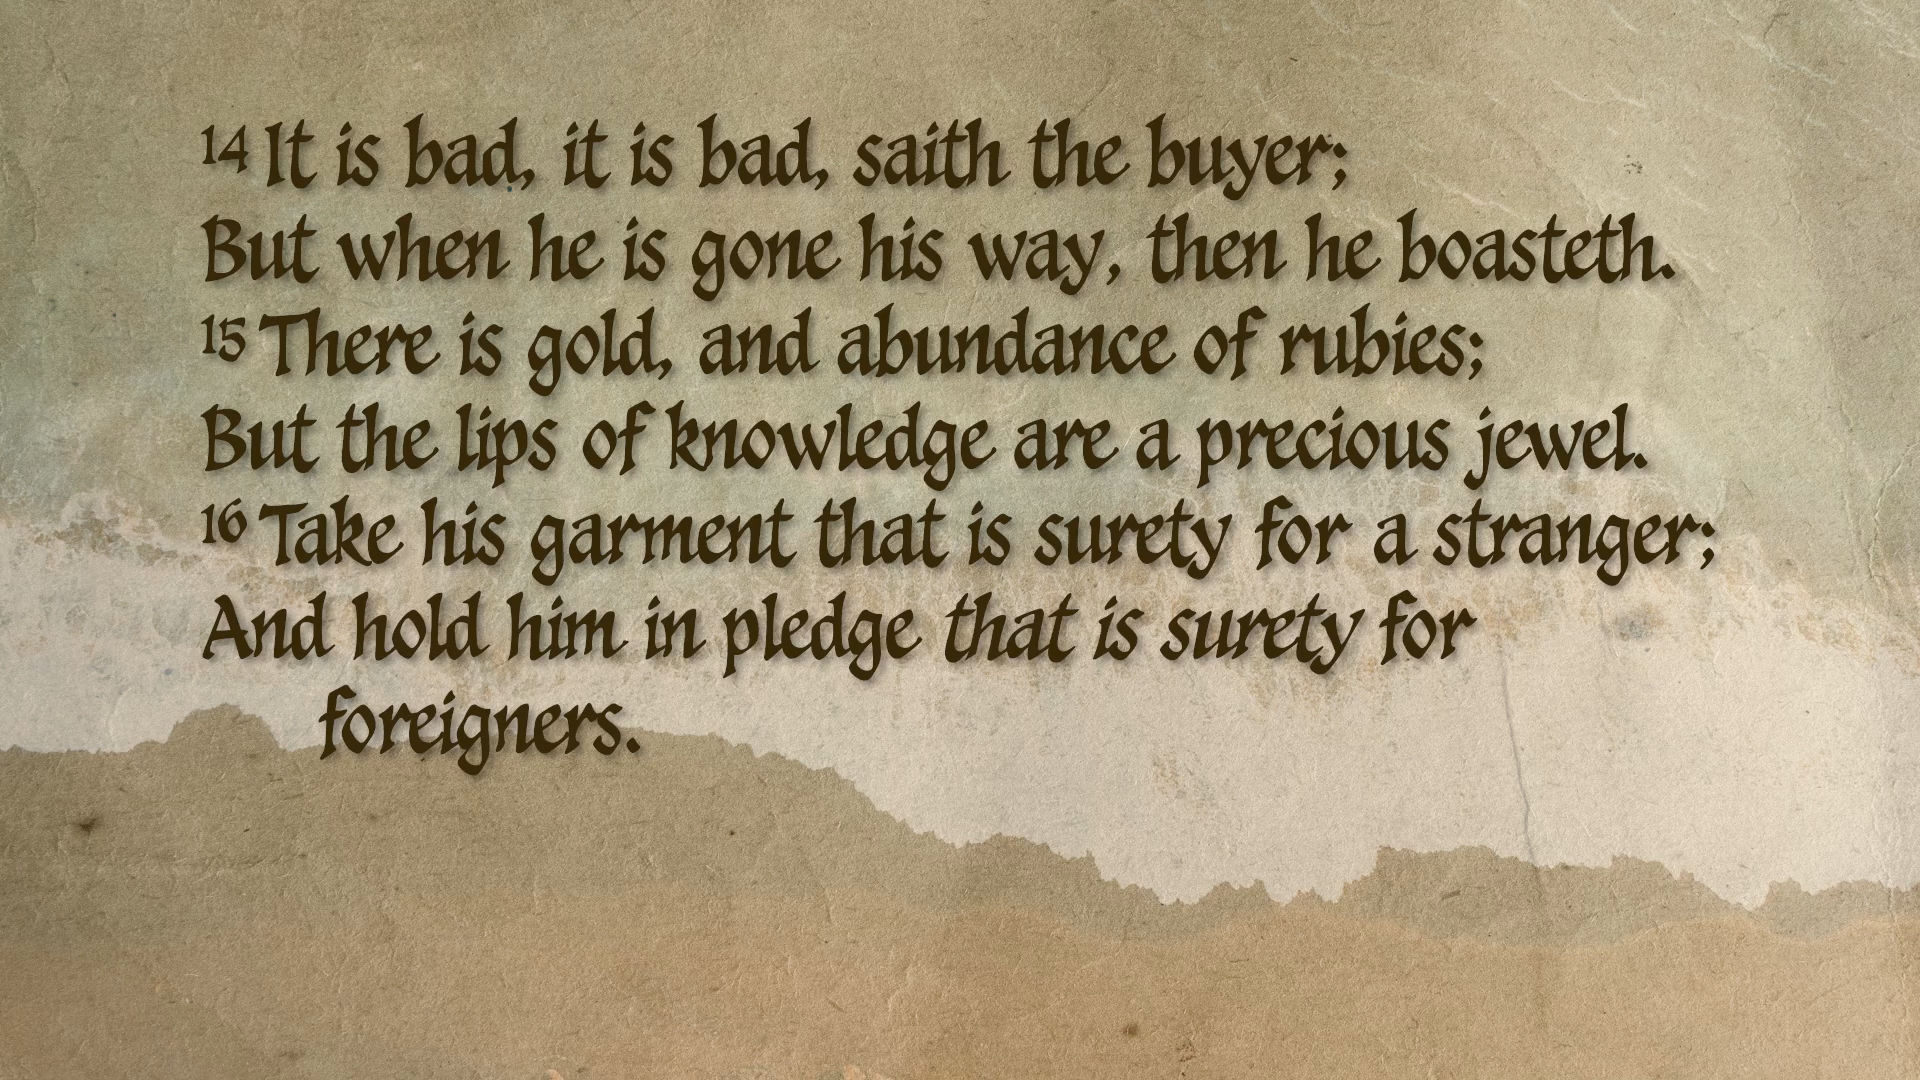 14 It is bad, it is bad, saith the buyer;
But when he is gone his way, then he boasteth.
15 There is gold, and abundance of rubies;
But the lips of knowledge are a precious jewel.
16 Take his garment that is surety for a stranger;
And hold him in pledge that is surety for
foreigners.